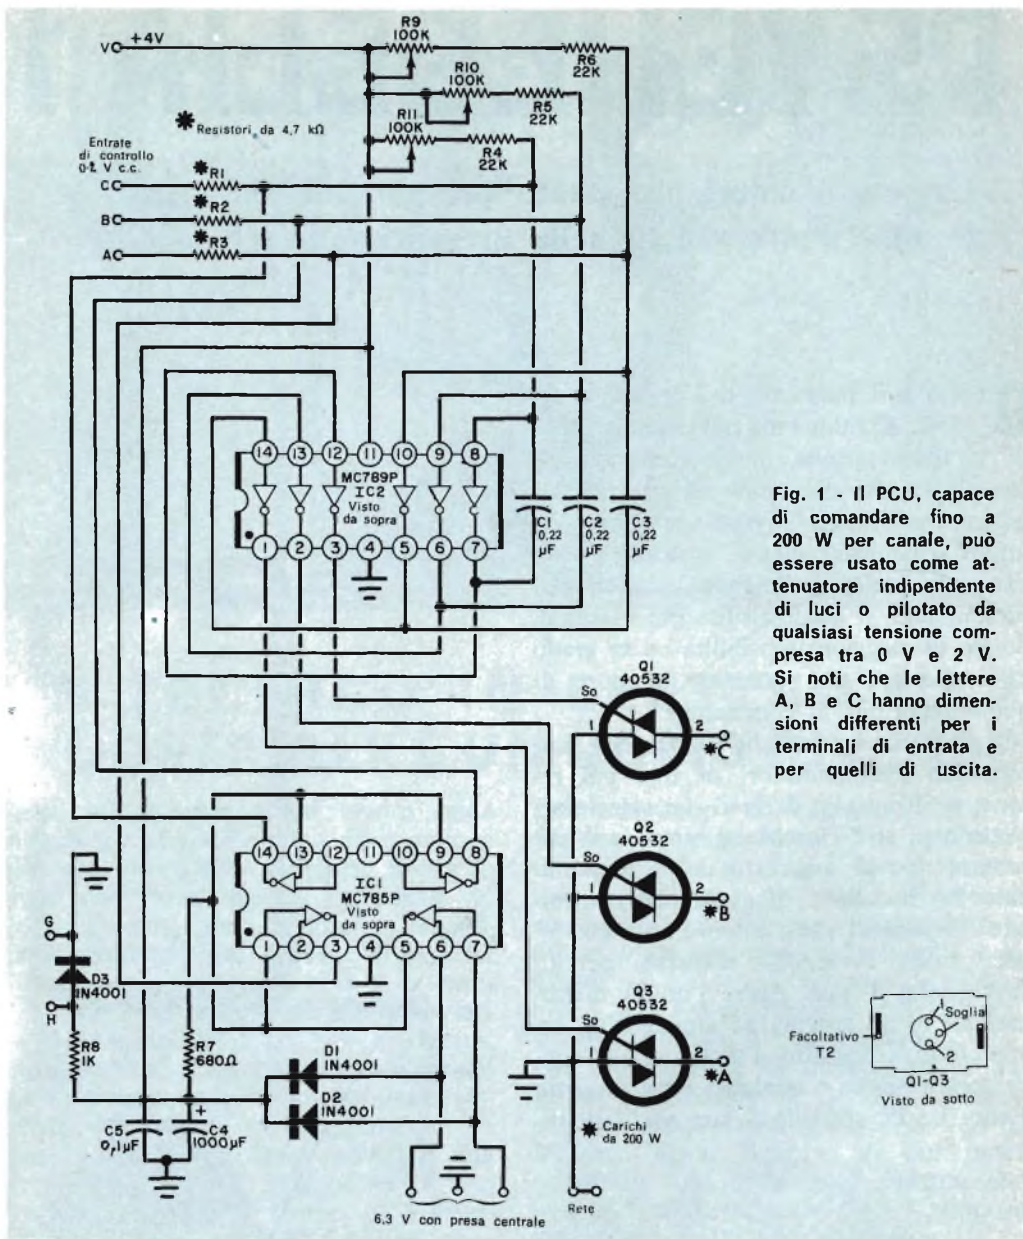 +4V
V
R9
100K
R6
22K
R10
100K
R5
22K
R11
100K
R4
22K
✱ Resistori da 4,7 kΩ
Entrate
di controllo
0-2 V c.c.
C
✱R1
B
✱R2
A
✱R3
14 13 12 11 10 9 8
MC789P
IC2
Visto
da sopra
1 2 3 4 5 6 7
C1
0,22
µF
C2
0,22
µF
C3
0,22
µF
Fig. 1 - Il PCU, capace
di comandare fino a
200 W per canale, può
essere usato come at-
tenuatore indipendente
di luci o pilotato da
qualsiasi tensione com-
presa tra 0 V e 2 V.
Si noti che le lettere
A, B e C hanno dimen-
sioni differenti per i
terminali di entrata e
per quelli di uscita.
Q1
40532
So
1
2
✱C
Q2
40532
So
1
2
✱B
Q3
40532
So
1
2
✱A
14 13 12 11 10 9 8
IC1
MC785P
Visto
da sopra
1 2 3 4 5 6 7
G
D3
1N4001
H
R8
1K
R7
680Ω
D1
1N4001
D2
1N4001
C5
0,1µF
+
C4
1000µF
✱ Carichi
da 200 W
Rete
6,3 V con presa centrale
Facoltativo
T2
1
Soglia
2
Q1-Q3
Visto da sotto